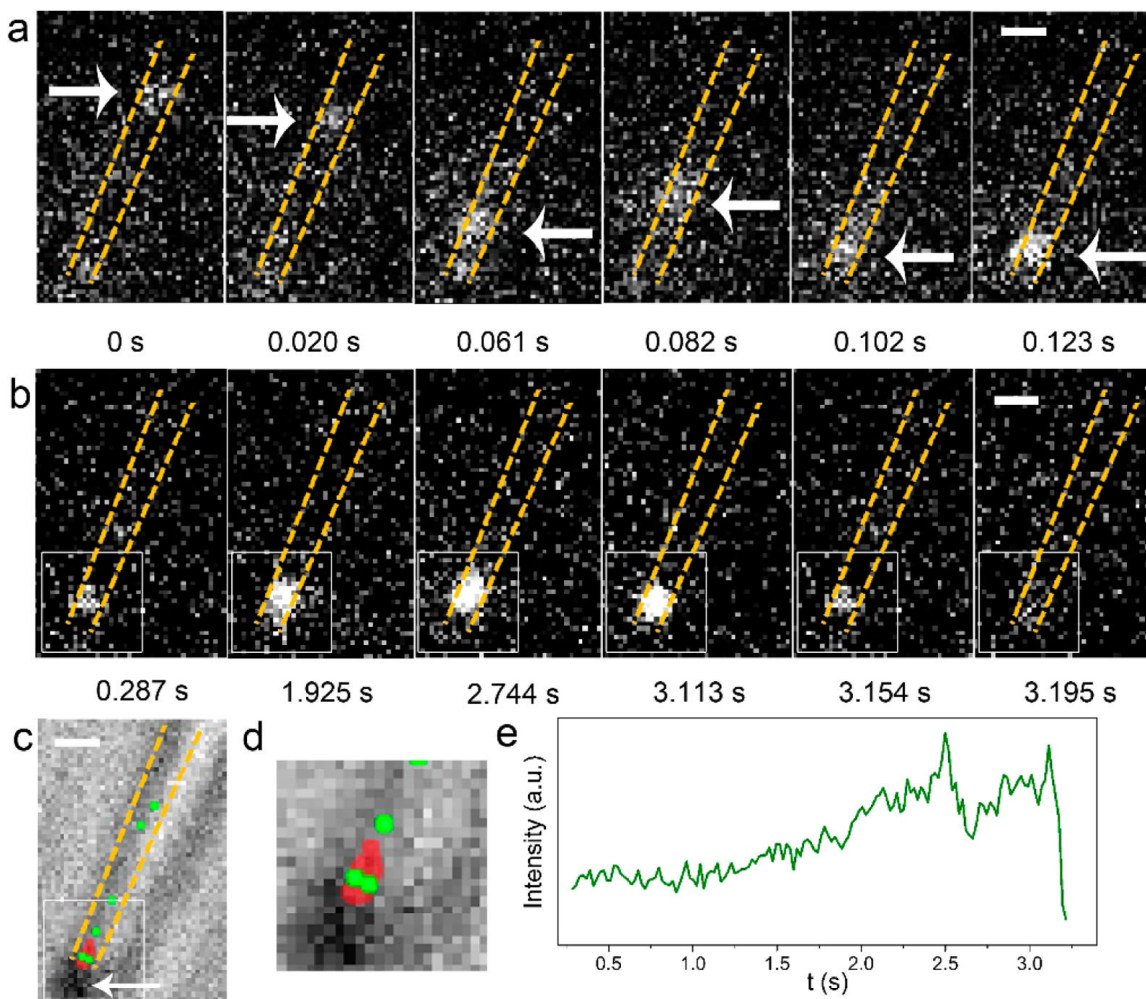 a
0 s 0.020 s 0.061 s 0.082 s 0.102 s 0.123 s
b
0.287 s 1.925 s 2.744 s 3.113 s 3.154 s 3.195 s
c d e
Intensity (a.u.)
0.5 1.0 1.5 2.0 2.5 3.0
t (s)